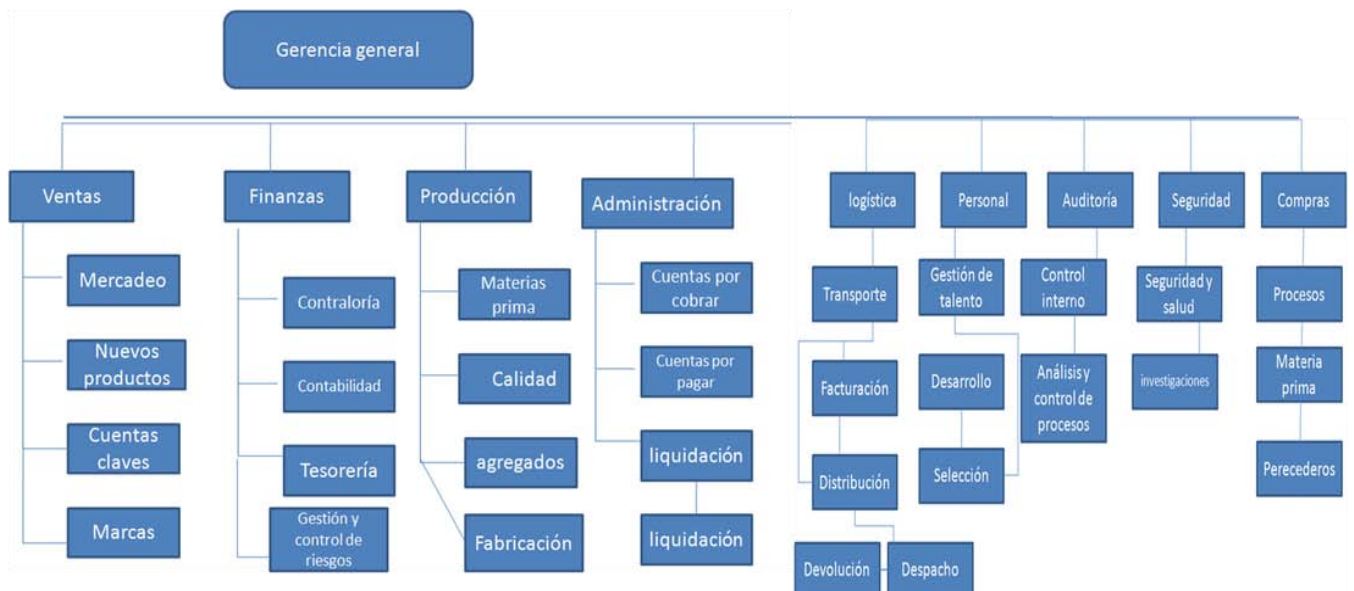 Gerencia general
Ventas
Finanzas
Producción
Administración
logística
Personal
Auditoría
Seguridad
Compras
Mercadeo
Nuevos
productos
Cuentas
claves
Marcas
Contraloría
Contabilidad
Tesorería
Gestión y
control de
riesgos
Materias
prima
Calidad
agregados
Fabricación
Cuentas por
cobrar
Cuentas por
pagar
liquidación
liquidación
Transporte
Facturación
Distribución
Devolución
Despacho
Gestión de
talento
Desarrollo
Selección
Control
interno
Análisis y
control de
procesos
Seguridad y
salud
investigaciones
Procesos
Materia
prima
Perecederos